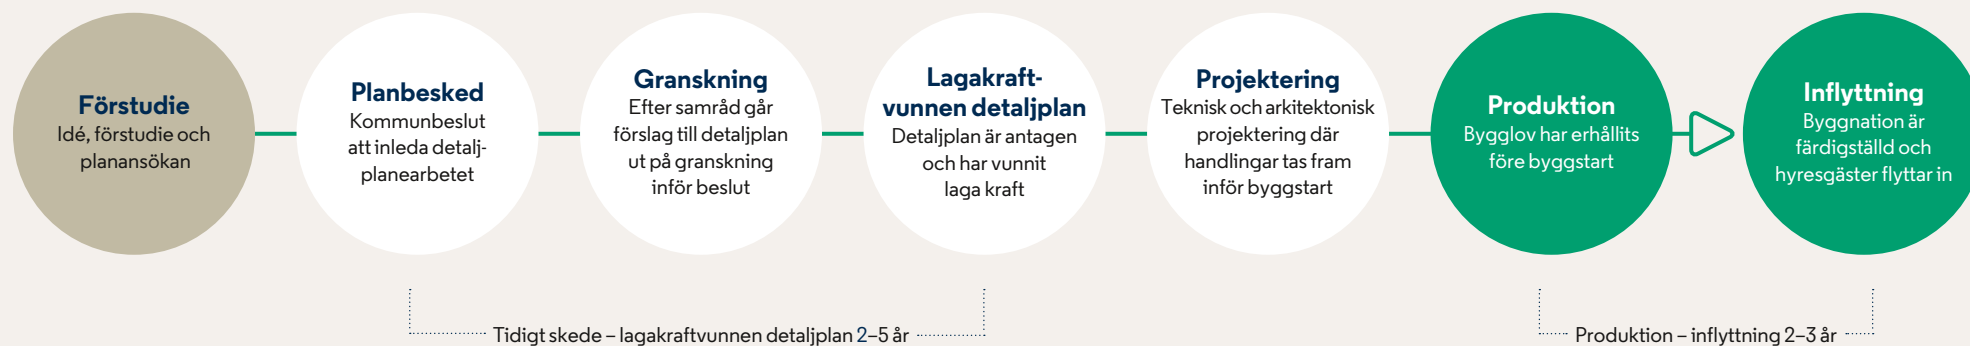 Förstudie
Idé, förstudie och
planansökan
Planbesked
Kommunbeslut
att inleda detalj-
planearbetet
Granskning
Efter samråd går
förslag till detaljplan
ut på granskning
inför beslut
Lagakraft-
vunnen detaljplan
Detaljplan är antagen
och har vunnit
laga kraft
Projektering
Teknisk och arkitektonisk
projektering där
handlingar tas fram
inför byggstart
Produktion
Bygglov har erhållits
före byggstart
Inflyttning
Byggnation är
färdigställd och
hyresgäster flyttar in
Tidigt skede – lagakraftvunnen detaljplan 2–5 år
Produktion – inflyttning 2–3 år